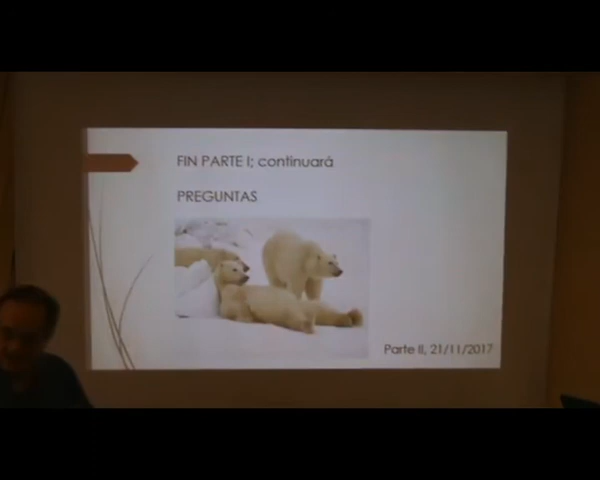 FIN PARTE I; continuará
PREGUNTAS
Parte II, 21/11/2017